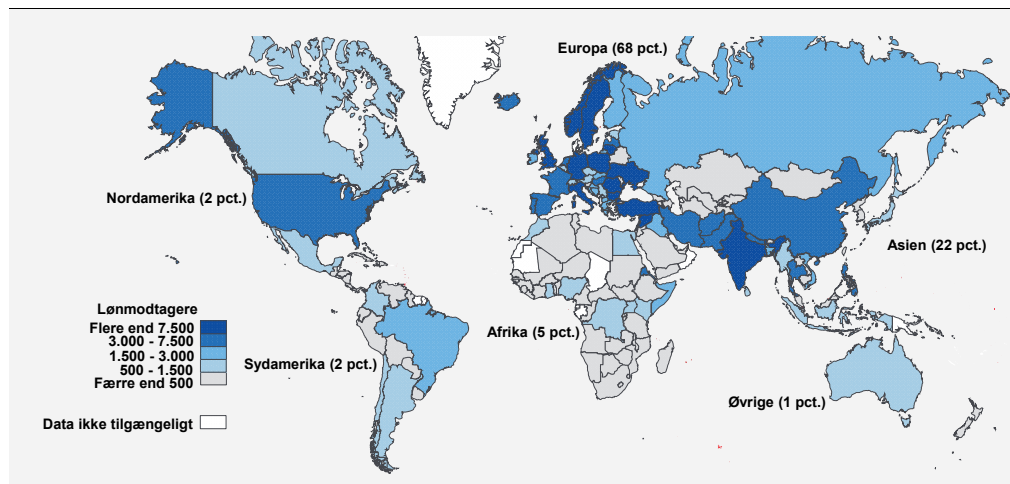 Europa (68 pct.)
Nordamerika (2 pct.)
Asien (22 pct.)
Lønmodtagere
Flere end 7.500
3.000 - 7.500
1.500 - 3.000
500 - 1.500
Færre end 500
Afrika (5 pct.)
Sydamerika (2 pct.)
Øvrige (1 pct.)
Data ikke tilgængeligt